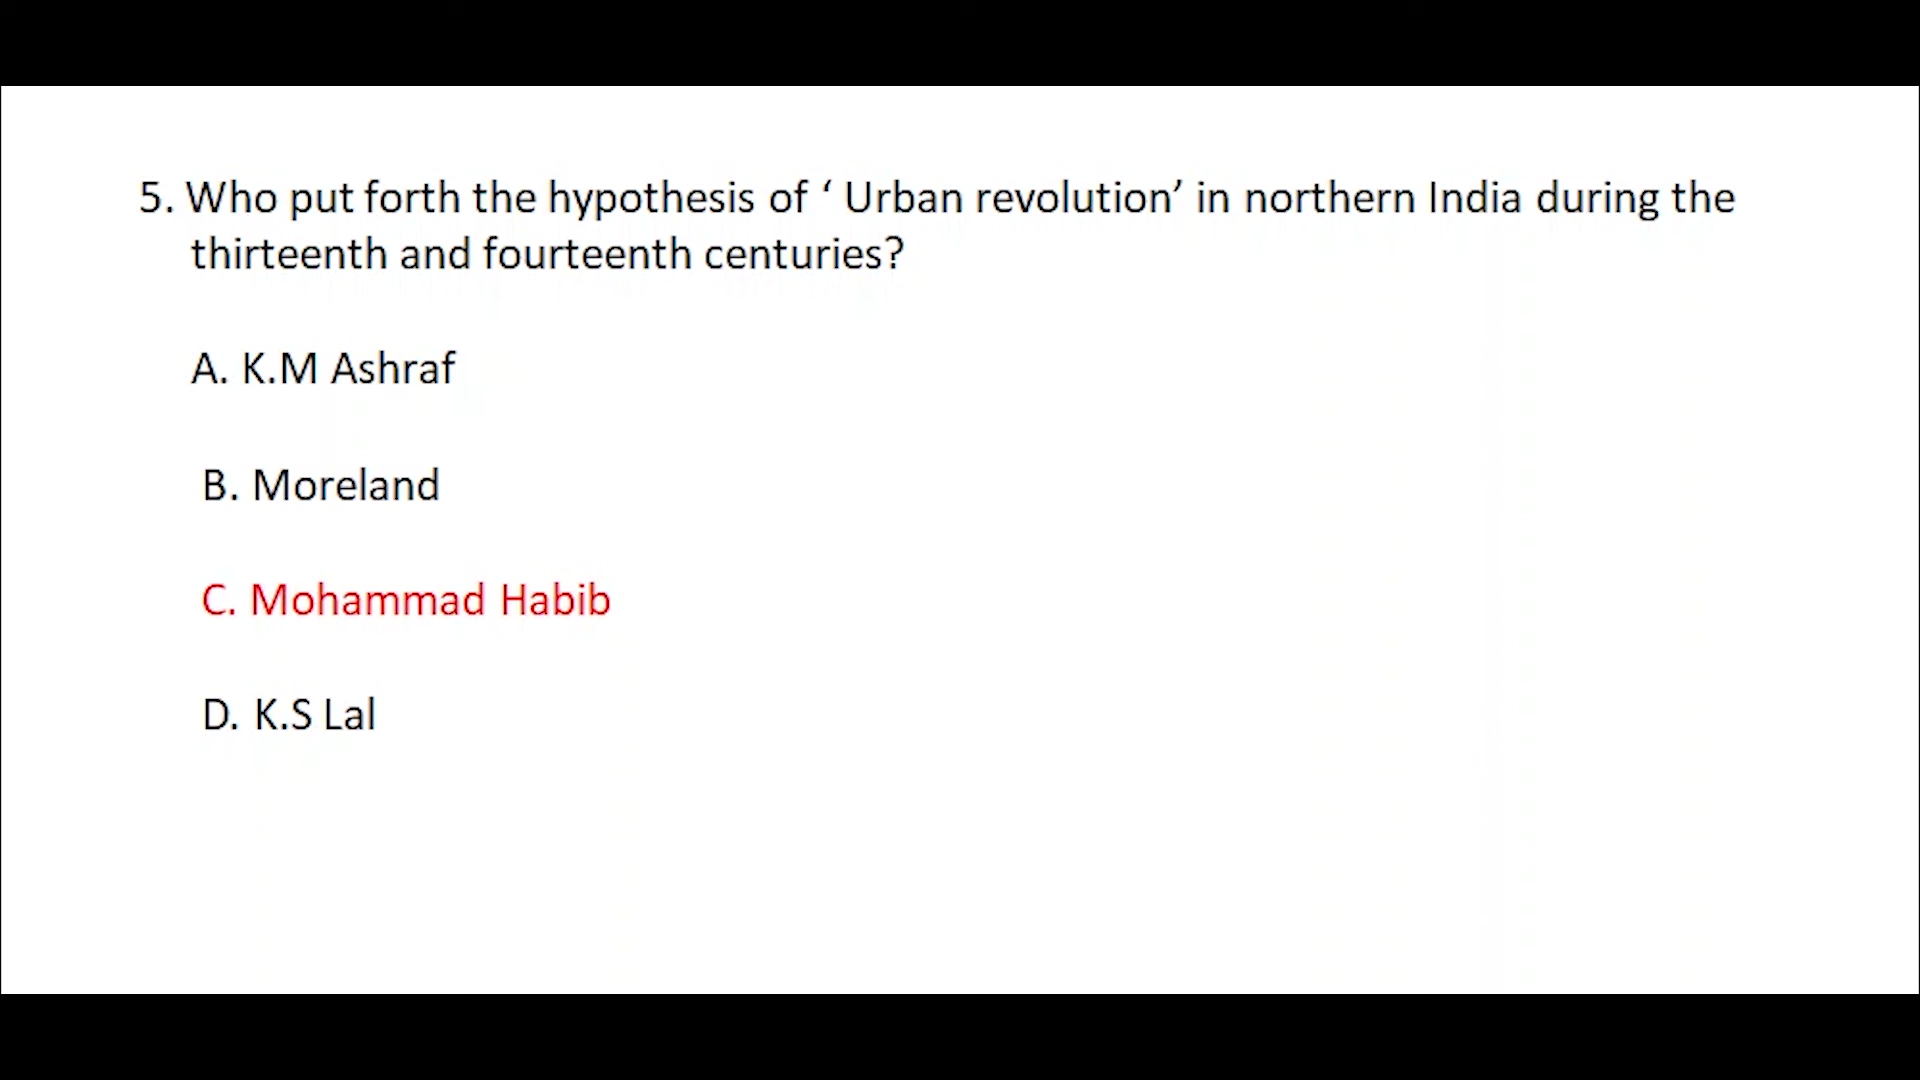 5. Who put forth the hypothesis of ‘ Urban revolution’ in northern India during the
thirteenth and fourteenth centuries?
A. K.M Ashraf
B. Moreland
C. Mohammad Habib
D. K.S Lal